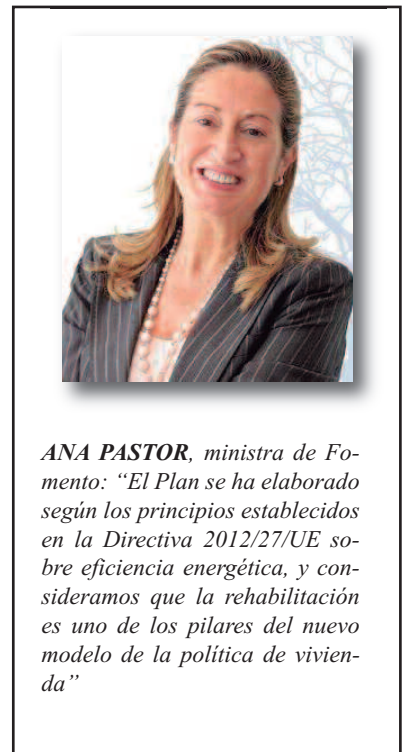 ANA PASTOR, ministra de Fo-
mento: “El Plan se ha elaborado
según los principios establecidos
en la Directiva 2012/27/UE so-
bre eficiencia energética, y con-
sideramos que la rehabilitación
es uno de los pilares del nuevo
modelo de la política de vivien-
da”